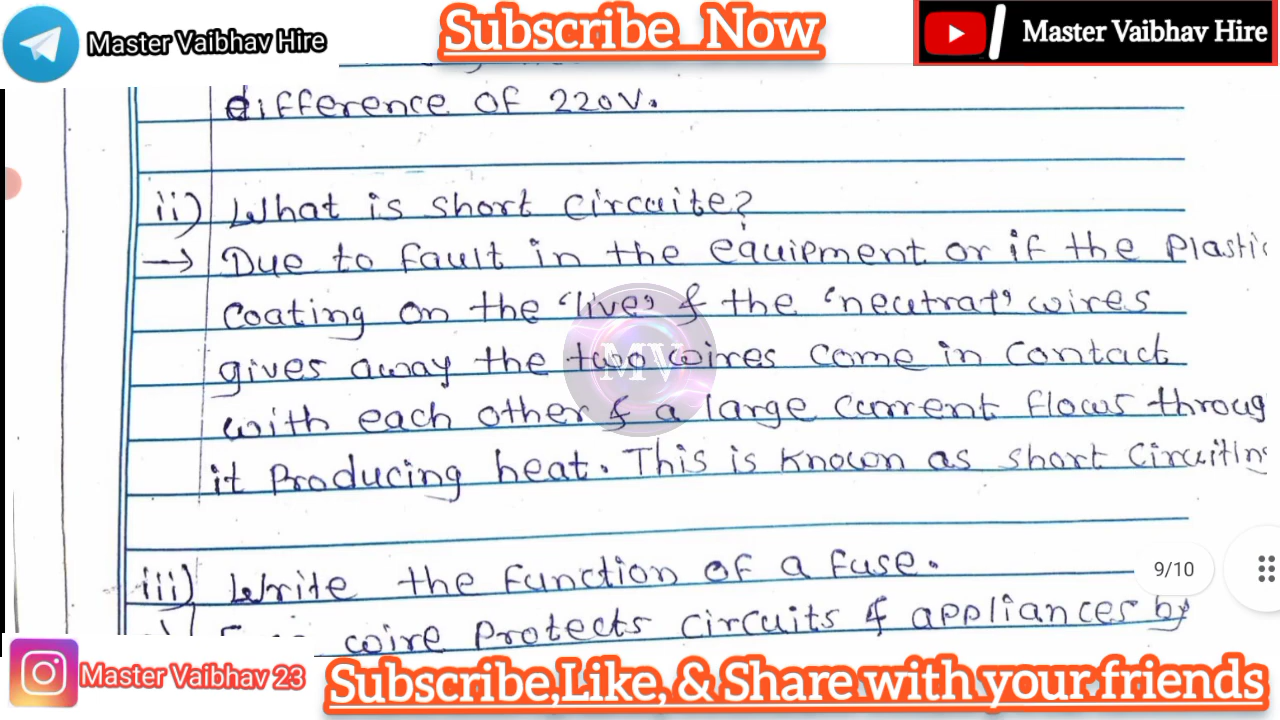 Master Vaibhav Hire
Subscribe Now
Master Vaibhav Hire
difference of 220V.
ii) What is short circuite?
→ Due to fault in the equipment or if the Plastic
coating on the 'live' & the 'neutral' wires
gives away the two wires come in contact
MV
with each other & a large current flows throug
it Producing heat. This is known as short circuiting
iii) Write the function of a fuse.
9/10
wire protects circuits & appliances by
Master Vaibhav 23
Subscribe,Like, & Share with your friends